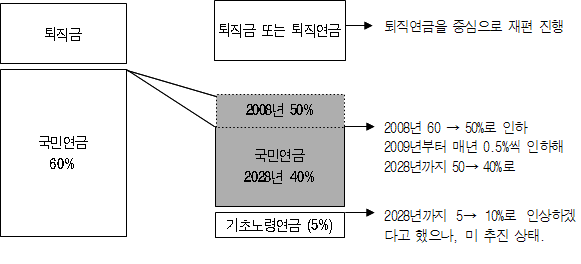 퇴직금
국민연금
60%
퇴직금 또는 퇴직연금
2008년 50%
국민연금
2028년 40%
기초노령연금 (5%)
퇴직연금을 중심으로 재편 진행
2008년 60 → 50%로 인하
2009년부터 매년 0.5%씩 인하해
2028년까지 50→ 40%로
2028년까지 5→ 10%로 인상하겠
다고 했으나, 미 추진 상태.